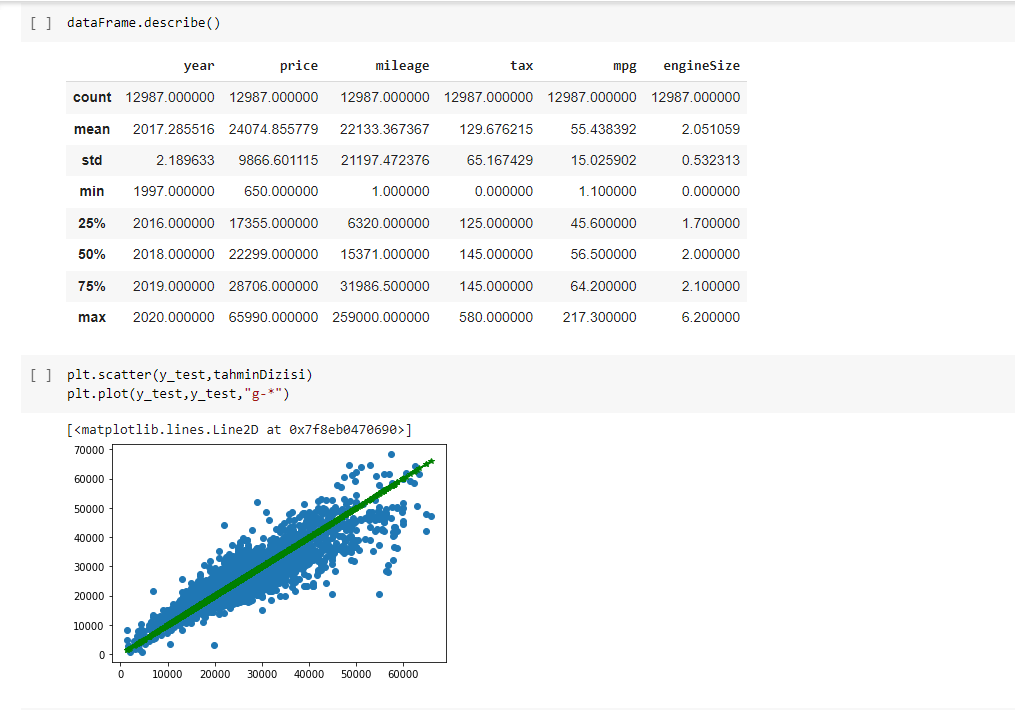 [ ] dataFrame.describe()
year price mileage tax mpg engineSize
count 12987.000000 12987.000000 12987.000000 12987.000000 12987.000000 12987.000000
mean 2017.285516 24074.855779 22133.367367 129.676215 55.438392 2.051059
std 2.189633 9866.601115 21197.472376 65.167429 15.025902 0.532313
min 1997.000000 650.000000 1.000000 0.000000 1.100000 0.000000
25% 2016.000000 17355.000000 6320.000000 125.000000 45.600000 1.700000
50% 2018.000000 22299.000000 15371.000000 145.000000 56.500000 2.000000
75% 2019.000000 28706.000000 31986.500000 145.000000 64.200000 2.100000
max 2020.000000 65990.000000 259000.000000 580.000000 217.300000 6.200000
[ ] plt.scatter(y_test,tahminDizisi)
plt.plot(y_test,y_test,"g-*")
[<matplotlib.lines.Line2D at 0x7f8eb0470690>]
70000
60000
50000
40000
30000
20000
10000
0
0 10000 20000 30000 40000 50000 60000